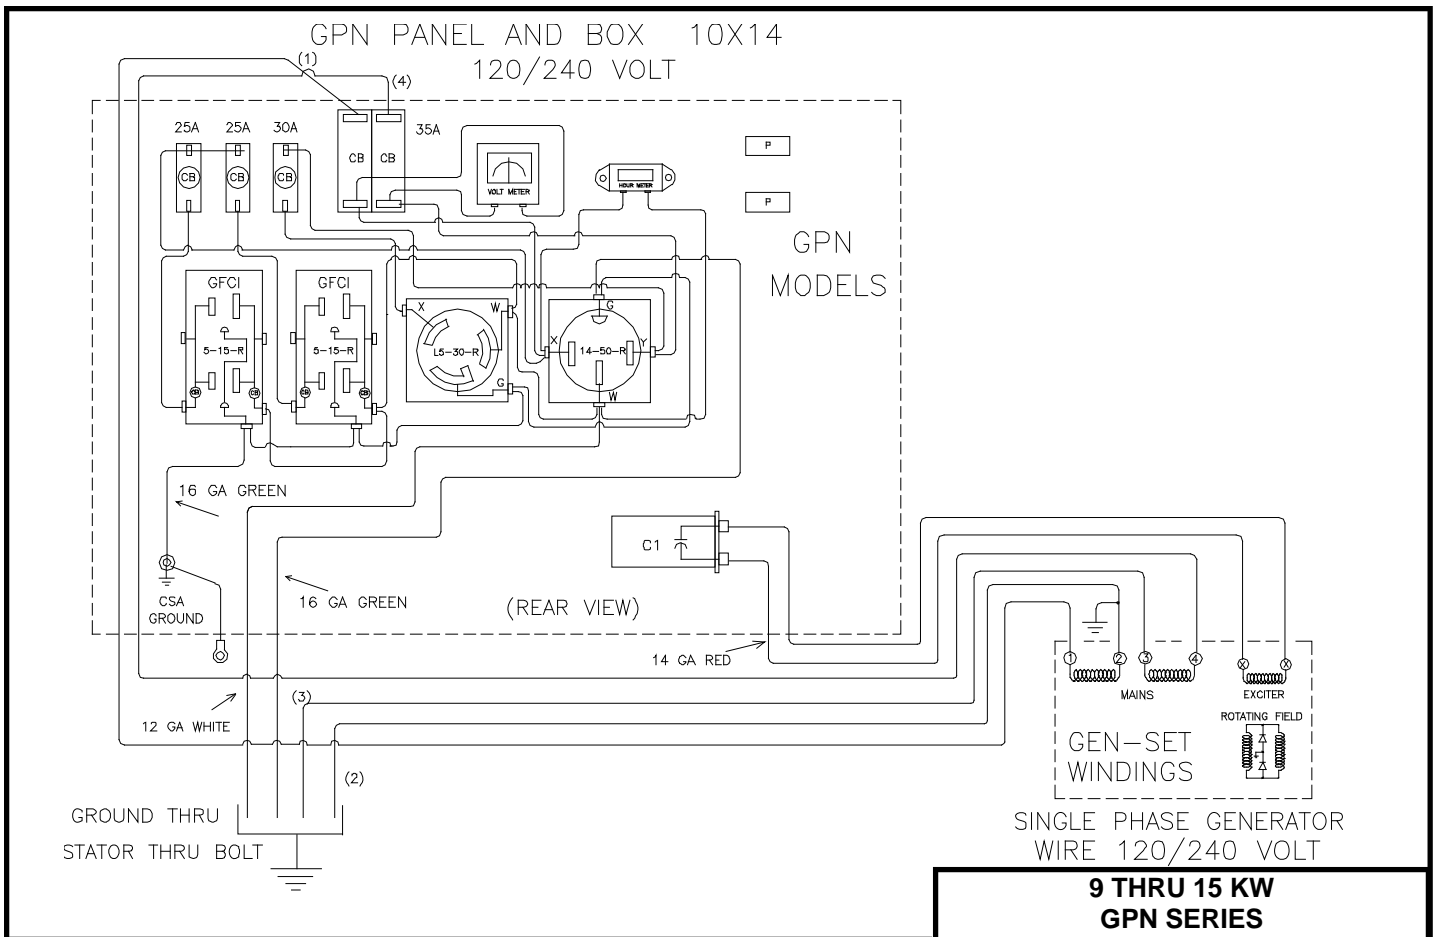 GPN PANEL AND BOX 10X14
120/240 VOLT
(1)
(4)
25A 25A 30A 35A
CB CB CB CB CB
VOLT METER
HOUR METER
P
P
GPN
MODELS
GFCI GFCI
X W G
X G Y W
5-15-R 5-15-R L5-30-R 14-50-R
CB CB CB CB
16 GA GREEN
C1
CSA
GROUND
16 GA GREEN
(REAR VIEW)
14 GA RED
12 GA WHITE
(3)
(2)
1 2 3 4 X X
MAINS
EXCITER
ROTATING FIELD
GEN-SET
WINDINGS
GROUND THRU
STATOR THRU BOLT
SINGLE PHASE GENERATOR
WIRE 120/240 VOLT
9 THRU 15 KW
GPN SERIES